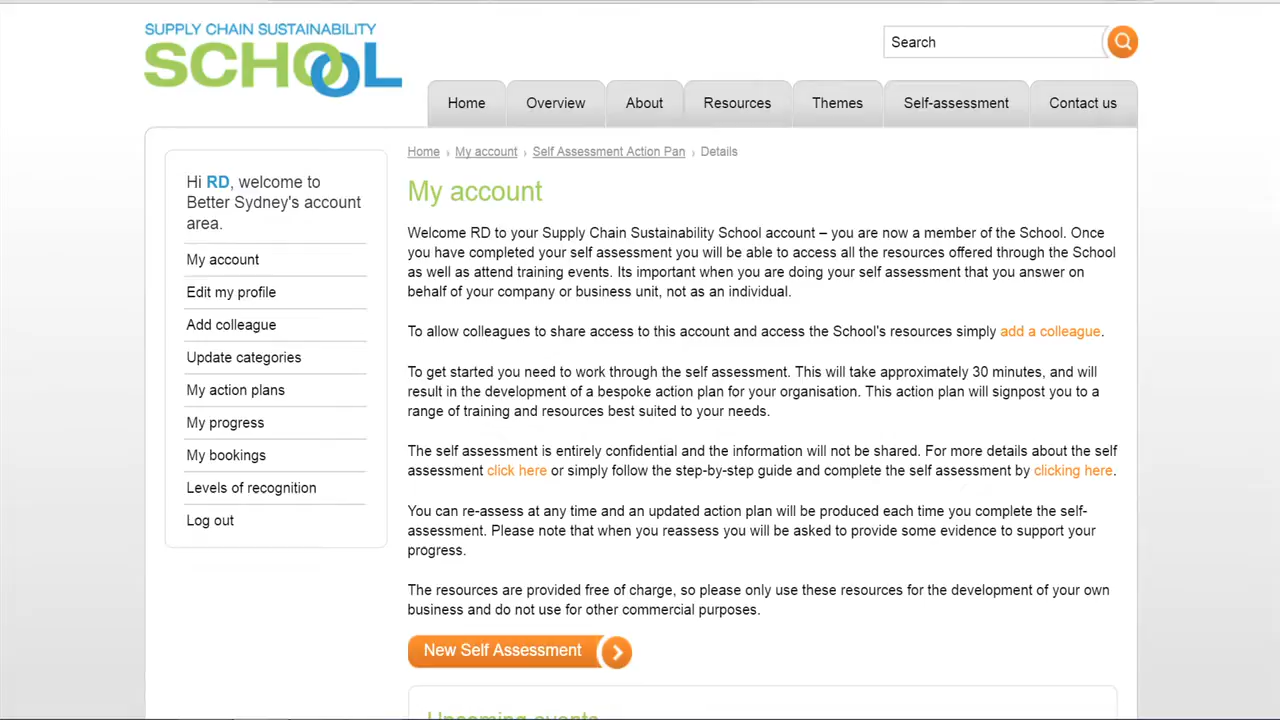 SUPPLY CHAIN SUSTAINABILITY
SCHOOL
Search
Home Overview About Resources Themes Self-assessment Contact us
Home › My account › Self Assessment Action Pan › Details
Hi RD, welcome to
Better Sydney's account
area.
My account
Edit my profile
Add colleague
Update categories
My action plans
My progress
My bookings
Levels of recognition
Log out
My account
Welcome RD to your Supply Chain Sustainability School account – you are now a member of the School. Once
you have completed your self assessment you will be able to access all the resources offered through the School
as well as attend training events. Its important when you are doing your self assessment that you answer on
behalf of your company or business unit, not as an individual.
To allow colleagues to share access to this account and access the School's resources simply add a colleague.
To get started you need to work through the self assessment. This will take approximately 30 minutes, and will
result in the development of a bespoke action plan for your organisation. This action plan will signpost you to a
range of training and resources best suited to your needs.
The self assessment is entirely confidential and the information will not be shared. For more details about the self
assessment click here or simply follow the step-by-step guide and complete the self assessment by clicking here.
You can re-assess at any time and an updated action plan will be produced each time you complete the self-
assessment. Please note that when you reassess you will be asked to provide some evidence to support your
progress.
The resources are provided free of charge, so please only use these resources for the development of your own
business and do not use for other commercial purposes.
New Self Assessment
Upcoming events